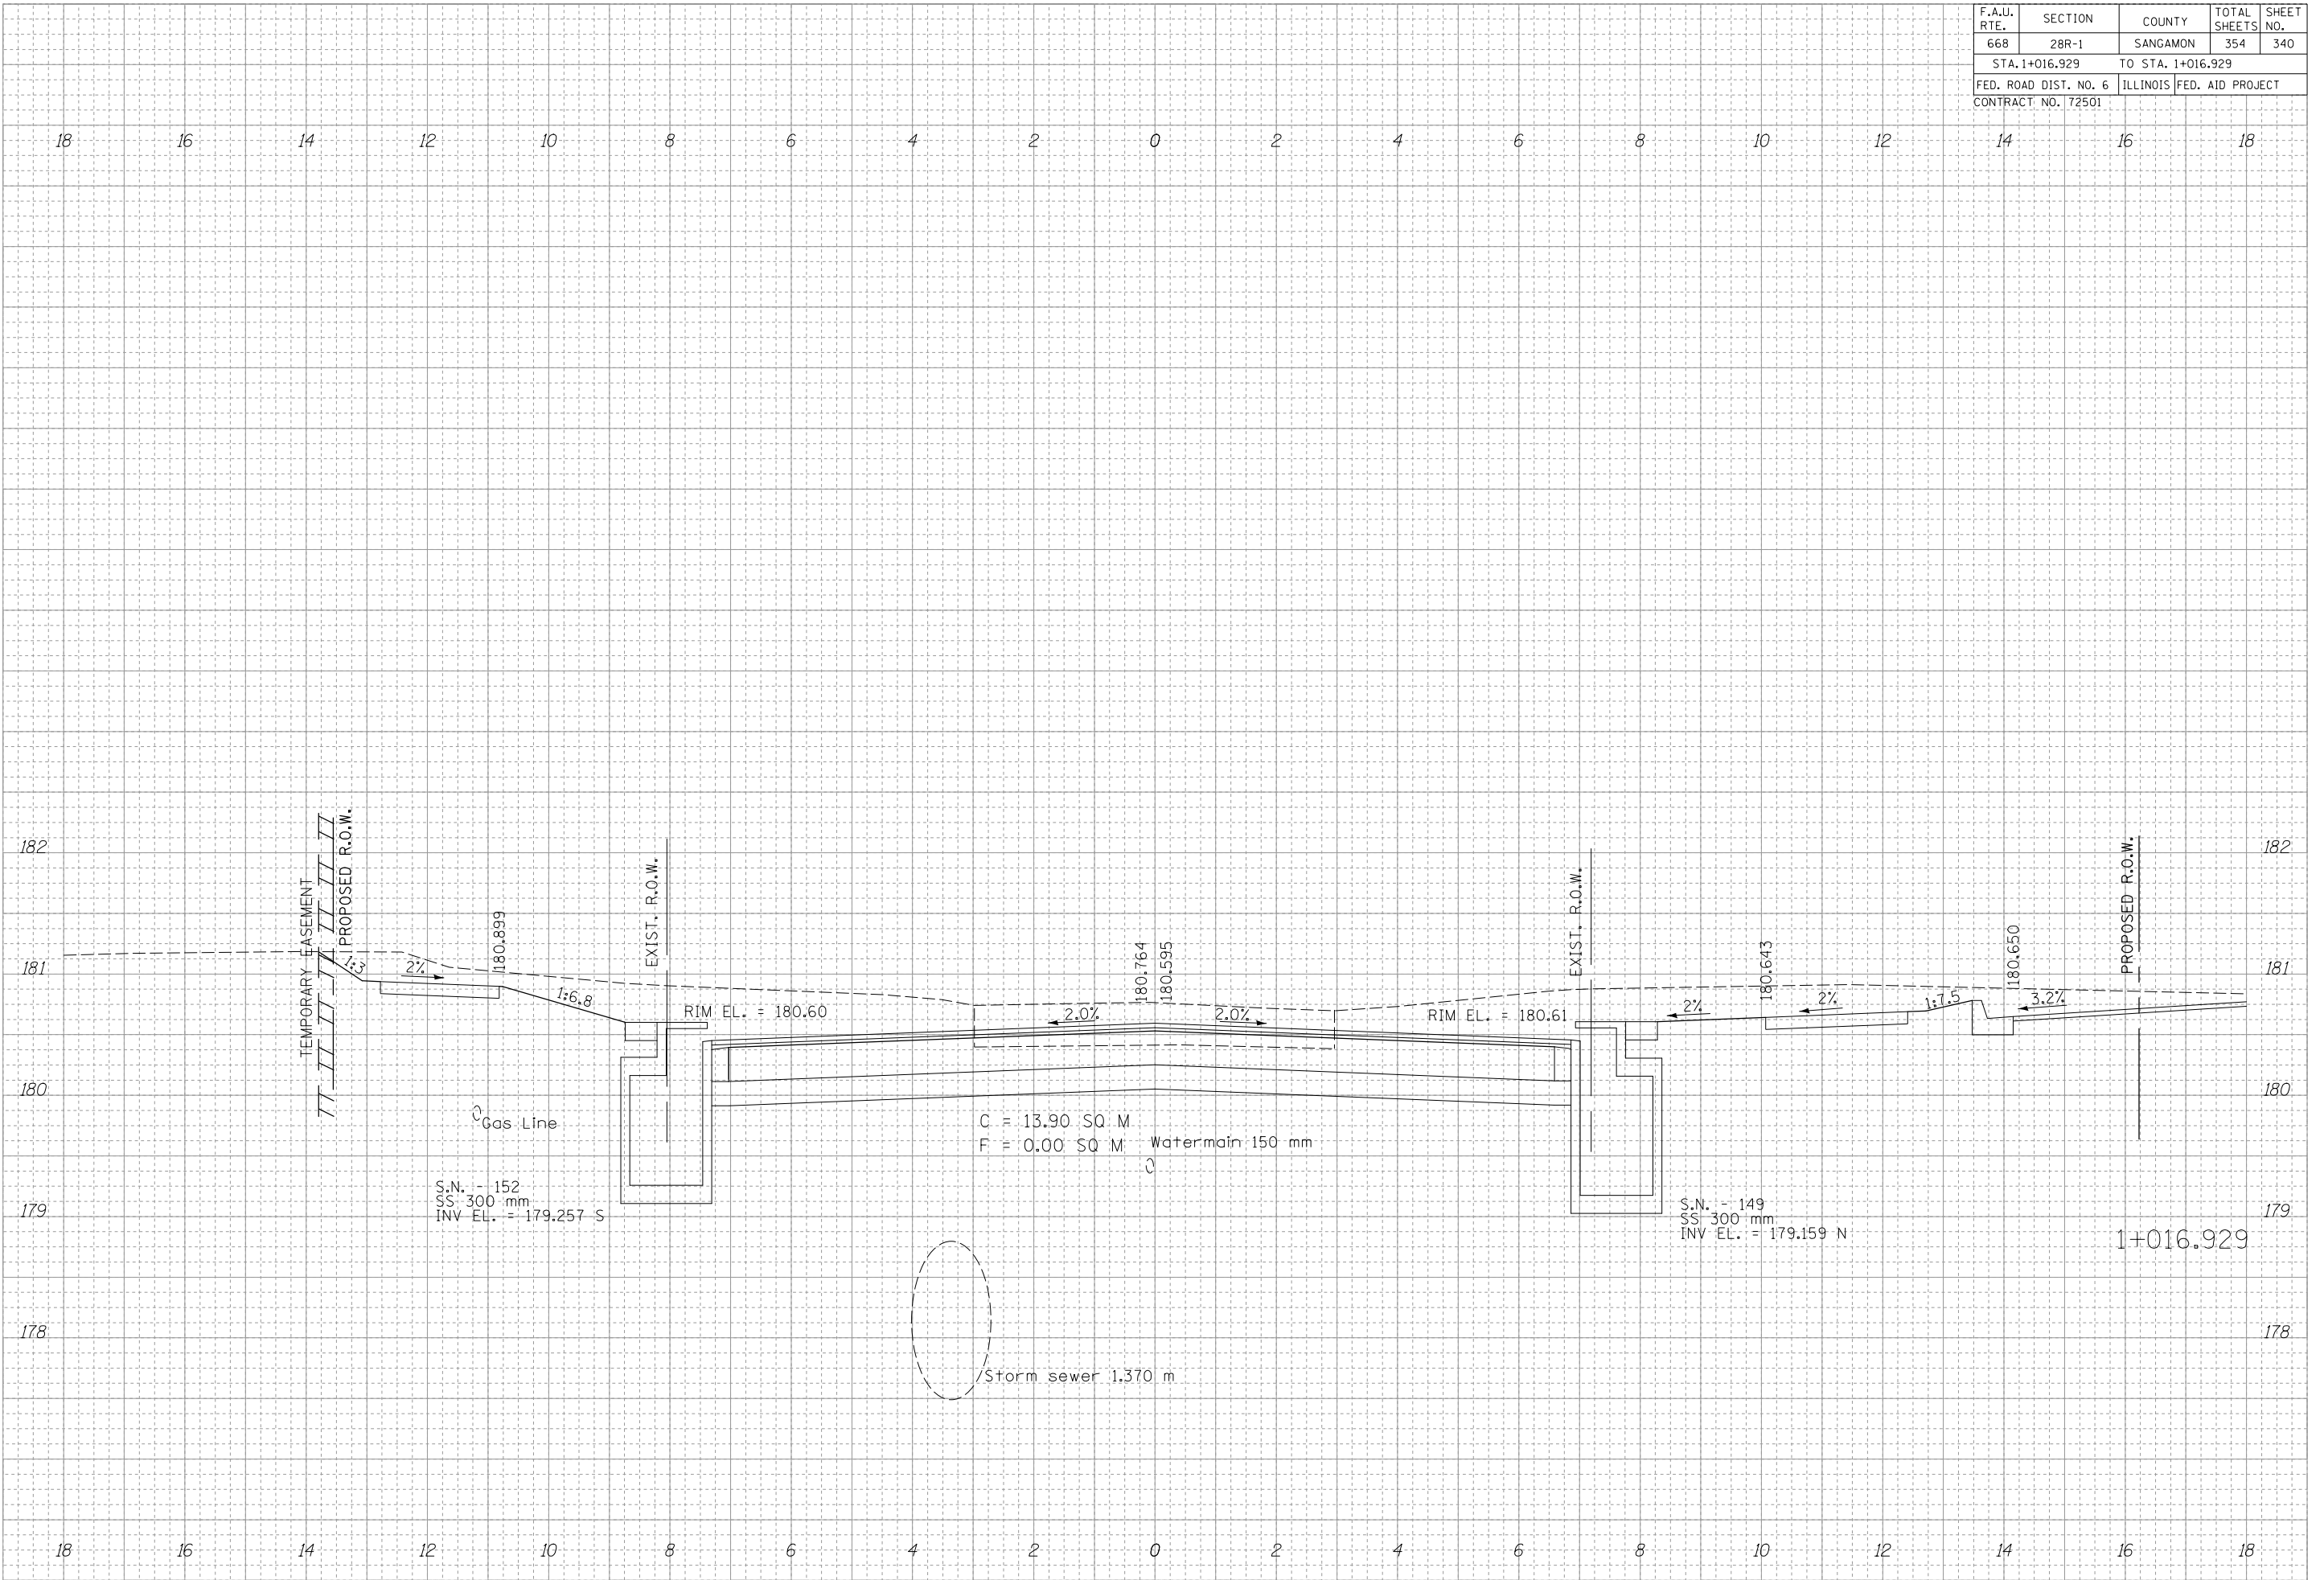 F.A.U. RTE. SECTION COUNTY TOTAL SHEETS SHEET NO.
668 28R-1 SANGAMON 354 340
STA. 1+016.929 TO STA. 1+016.929
FED. ROAD DIST. NO. 6 ILLINOIS FED. AID PROJECT
CONTRACT NO. 72501
18 16 14 12 10 8 6 4 2 0 2 4 6 8 10 12 14 16 18
182 182
181 181
180 180
179 179
178 178
TEMPORARY EASEMENT
PROPOSED R.O.W.
1:3
2%
180.899
1:6.8
EXIST. R.O.W.
RIM EL. = 180.60
2.0%
180.764
180.595
2.0%
RIM EL. = 180.61
EXIST. R.O.W.
2%
180.643
2%
1:7.5
180.650
3.2%
PROPOSED R.O.W.
Gas Line
C = 13.90 SQ M
F = 0.00 SQ M
Watermain 150 mm
S.N. - 152
SS 300 mm
INV EL. = 179.257 S
S.N. - 149
SS 300 mm
INV EL. = 179.159 N
1+016.929
Storm sewer 1.370 m
18 16 14 12 10 8 6 4 2 0 2 4 6 8 10 12 14 16 18